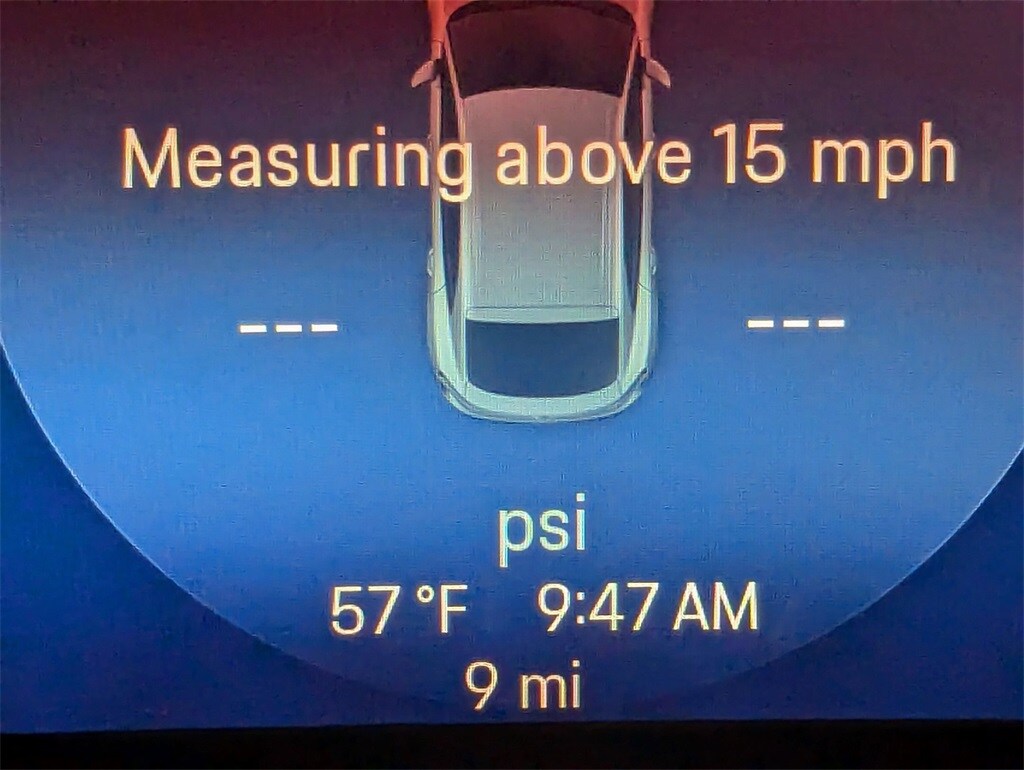 Measuring above 15 mph
--- ---
psi
57 °F 9:47 AM
9 mi